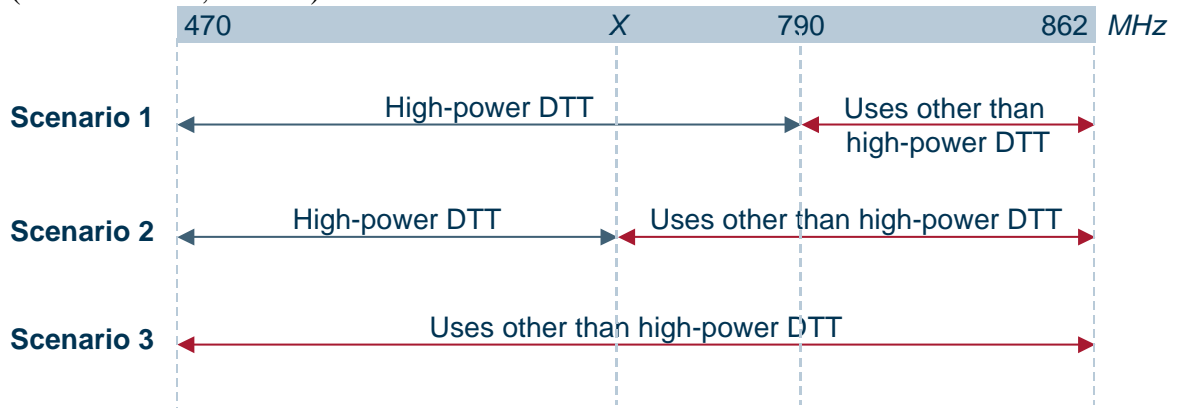 470 X 790 862 MHz
Scenario 1
High-power DTT
Uses other than
high-power DTT
Scenario 2
High-power DTT
Uses other than high-power DTT
Scenario 3
Uses other than high-power DTT